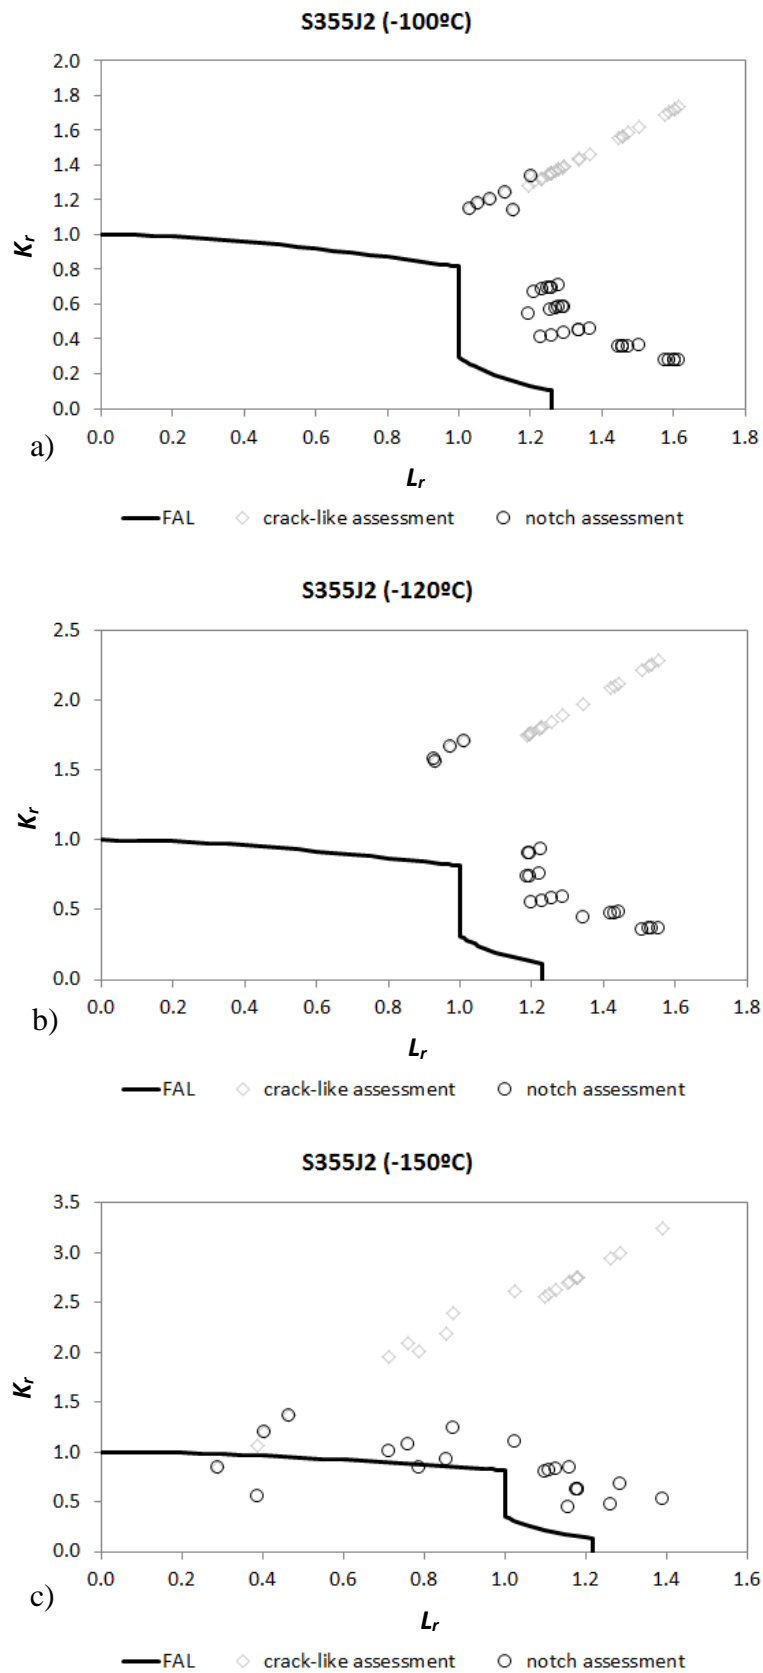 S355J2 (-100ºC)
2.0
1.8
1.6
1.4
1.2
1.0
0.8
0.6
0.4
0.2
0.0
Kr
0.0 0.2 0.4 0.6 0.8 1.0 1.2 1.4 1.6 1.8
a)
Lr
FAL crack-like assessment notch assessment
S355J2 (-120ºC)
2.5
2.0
1.5
1.0
0.5
0.0
Kr
0.0 0.2 0.4 0.6 0.8 1.0 1.2 1.4 1.6 1.8
b)
Lr
FAL crack-like assessment notch assessment
S355J2 (-150ºC)
3.5
3.0
2.5
2.0
1.5
1.0
0.5
0.0
Kr
0.0 0.2 0.4 0.6 0.8 1.0 1.2 1.4 1.6
c)
Lr
FAL crack-like assessment notch assessment